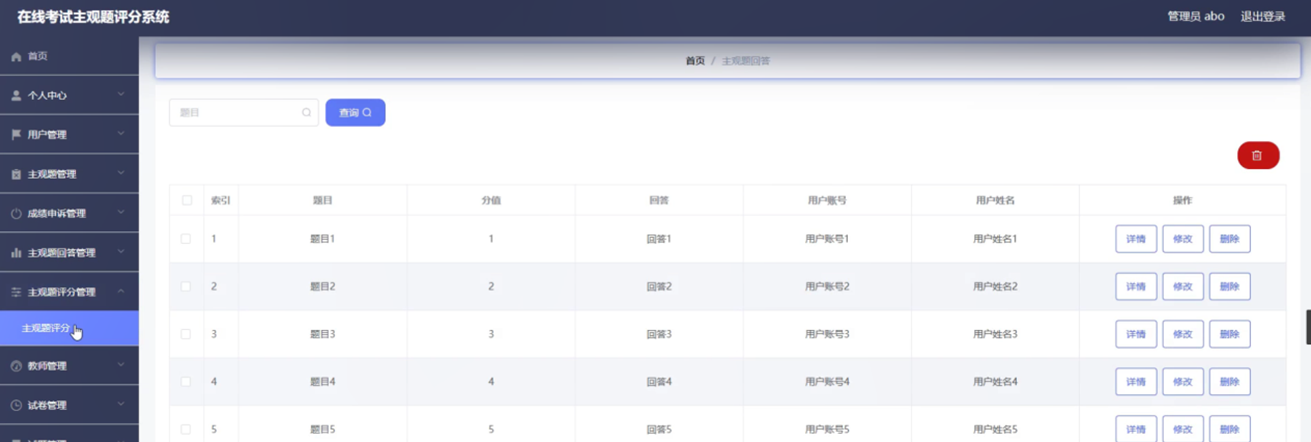 在线考试主观题评分系统
管理员 abo 退出登录
首页
个人中心
用户管理
主观题管理
成绩申诉管理
主观题回答管理
主观题评分管理
主观题评分
教师管理
试卷管理
首页 / 主观题回答
题目 查询
索引 题目 分值 回答 用户账号 用户姓名 操作
1 题目1 1 回答1 用户账号1 用户姓名1 详情 修改 删除
2 题目2 2 回答2 用户账号2 用户姓名2 详情 修改 删除
3 题目3 3 回答3 用户账号3 用户姓名3 详情 修改 删除
4 题目4 4 回答4 用户账号4 用户姓名4 详情 修改 删除
5 题目5 5 回答5 用户账号5 用户姓名5 详情 修改 删除